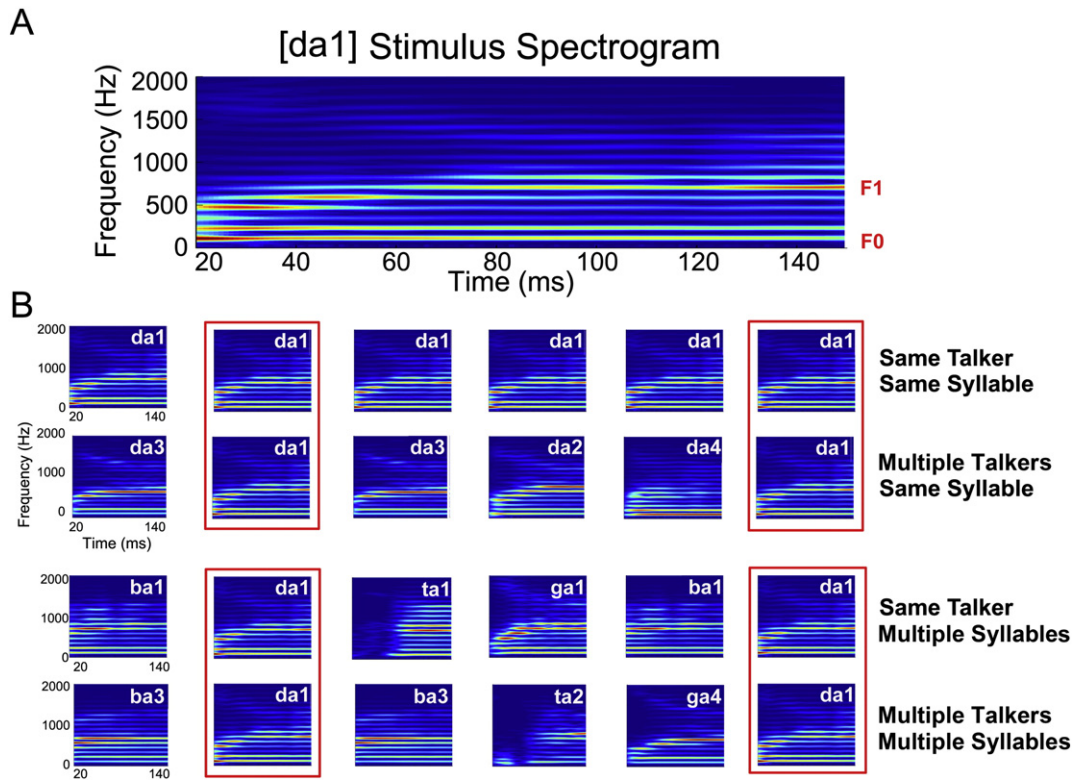 A
[da1] Stimulus Spectrogram
Frequency (Hz)
2000
1500
1000
500
0
F1
F0
20 40 60 80 100 120 140
Time (ms)
B
2000
1000
0
da1 da1 da1 da1 da1 da1
20 140
Same Talker
Same Syllable
Frequency (Hz)
2000
1000
0
da3 da1 da3 da2 da4 da1
20 140
Time (ms)
Multiple Talkers
Same Syllable
2000
1000
0
ba1 da1 ta1 ga1 ba1 da1
20 140
Same Talker
Multiple Syllables
2000
1000
0
ba3 da1 ba3 ta2 ga4 da1
20 140
Multiple Talkers
Multiple Syllables